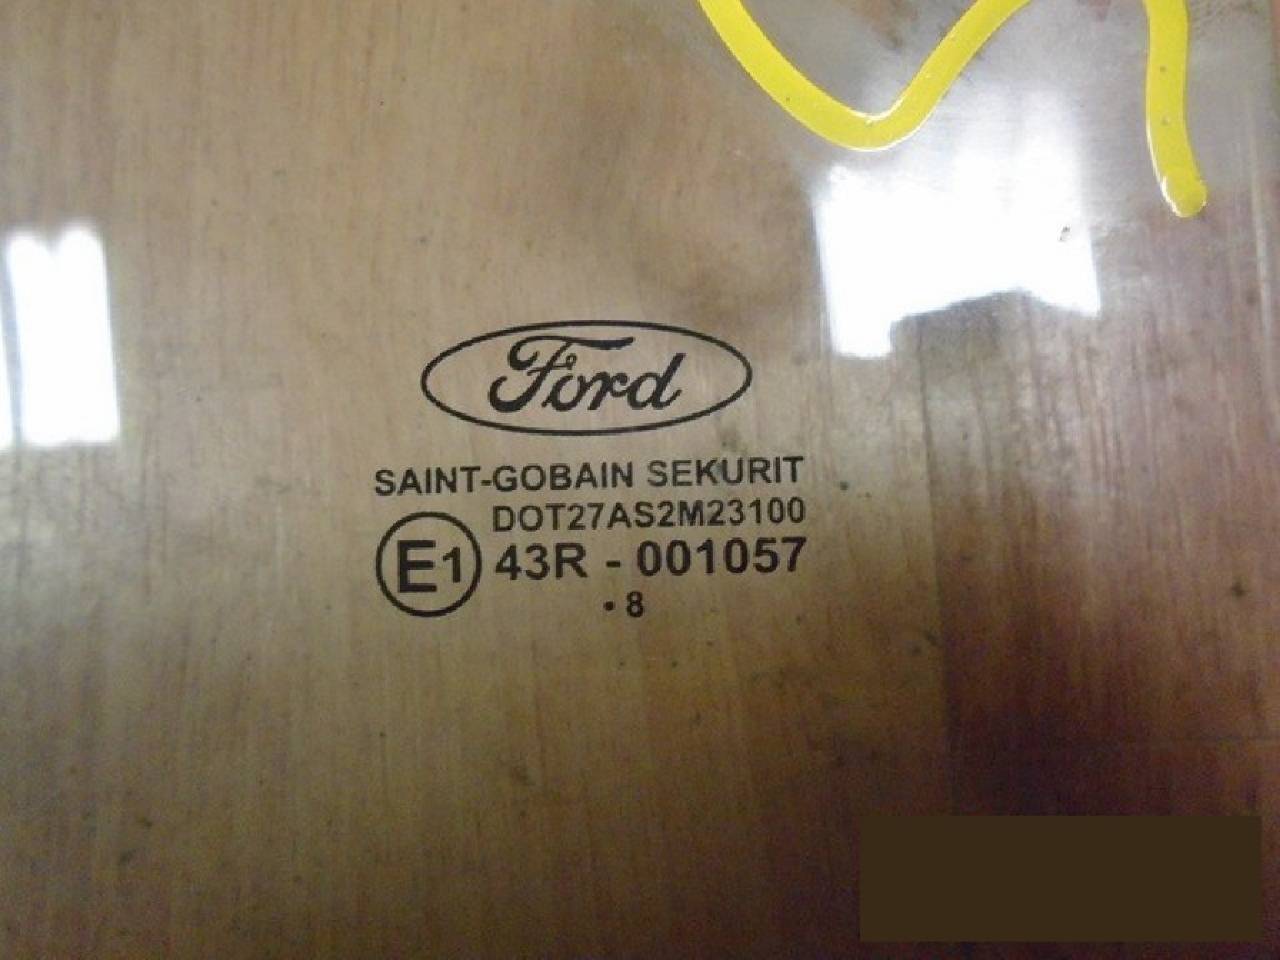 Ford
SAINT-GOBAIN SEKURIT
DOT27AS2M23100
E1 43R - 001057
• 8